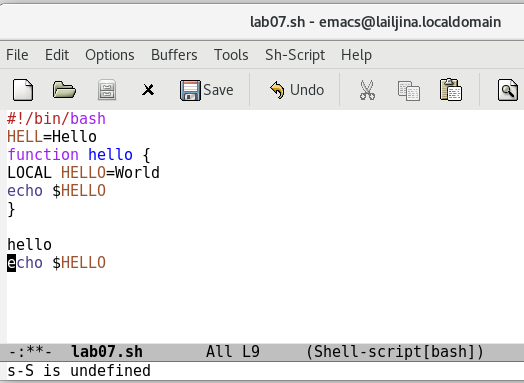 lab07.sh - emacs@lailjina.localdomain
File Edit Options Buffers Tools Sh-Script Help
Save Undo
#!/bin/bash
HELL=Hello
function hello {
LOCAL HELLO=World
echo $HELLO
}
hello
echo $HELLO
-:**- lab07.sh All L9 (Shell-script[bash])
s-S is undefined